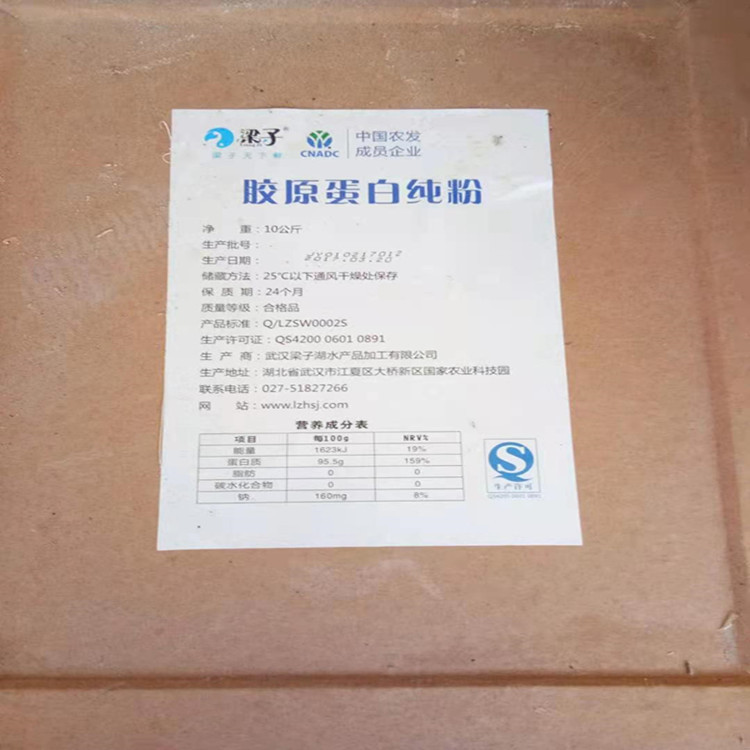 梁子®
CNADC
中国农发
成员企业
胶原蛋白纯粉
净 重：10公斤
生产批号：
生产日期：
储藏方法：25℃以下通风干燥处保存
保 质 期：24个月
质量等级：合格品
产品标准：Q/LZSW0002S
生产许可证：QS4200 0601 0891
生 产 商：武汉梁子湖水产品加工有限公司
生产地址：湖北省武汉市江夏区大桥新区国家农业科技园
联系电话：027-51827266
网 站：www.lzhsj.com
营养成分表
项目 每100g NRV%
能量 1623kJ 19%
蛋白质 95.5g 159%
脂肪 0 0
碳水化合物 0 0
钠 160mg 8%
生产许可
QS4200 0601 0891